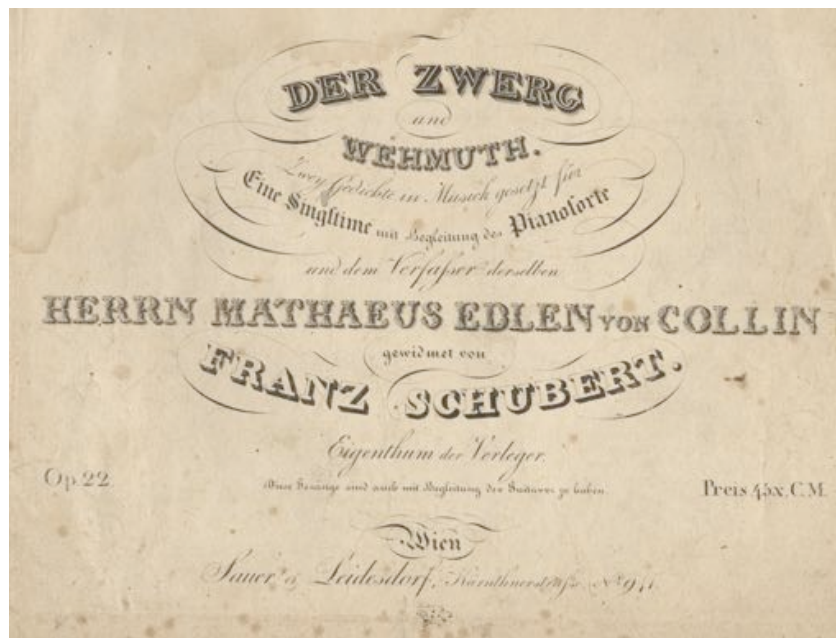 DER ZWERG
und
WEHMUTH.
Zwey Gedichte in Musick gesetzt für
Eine Singstime mit Begleitung des Pianoforte
und dem Verfasser derselben
HERRN MATHAEUS EDLEN VON COLLIN
gewidmet von
FRANZ SCHUBERT.
Eigenthum der Verleger.
Diese Gesänge sind auch mit Begleitung der Guitarre zu haben.
Op. 22. Preis 45x. C. M.
Wien
Sauer & Leidesdorf, Kärnthnerstrasse No 941